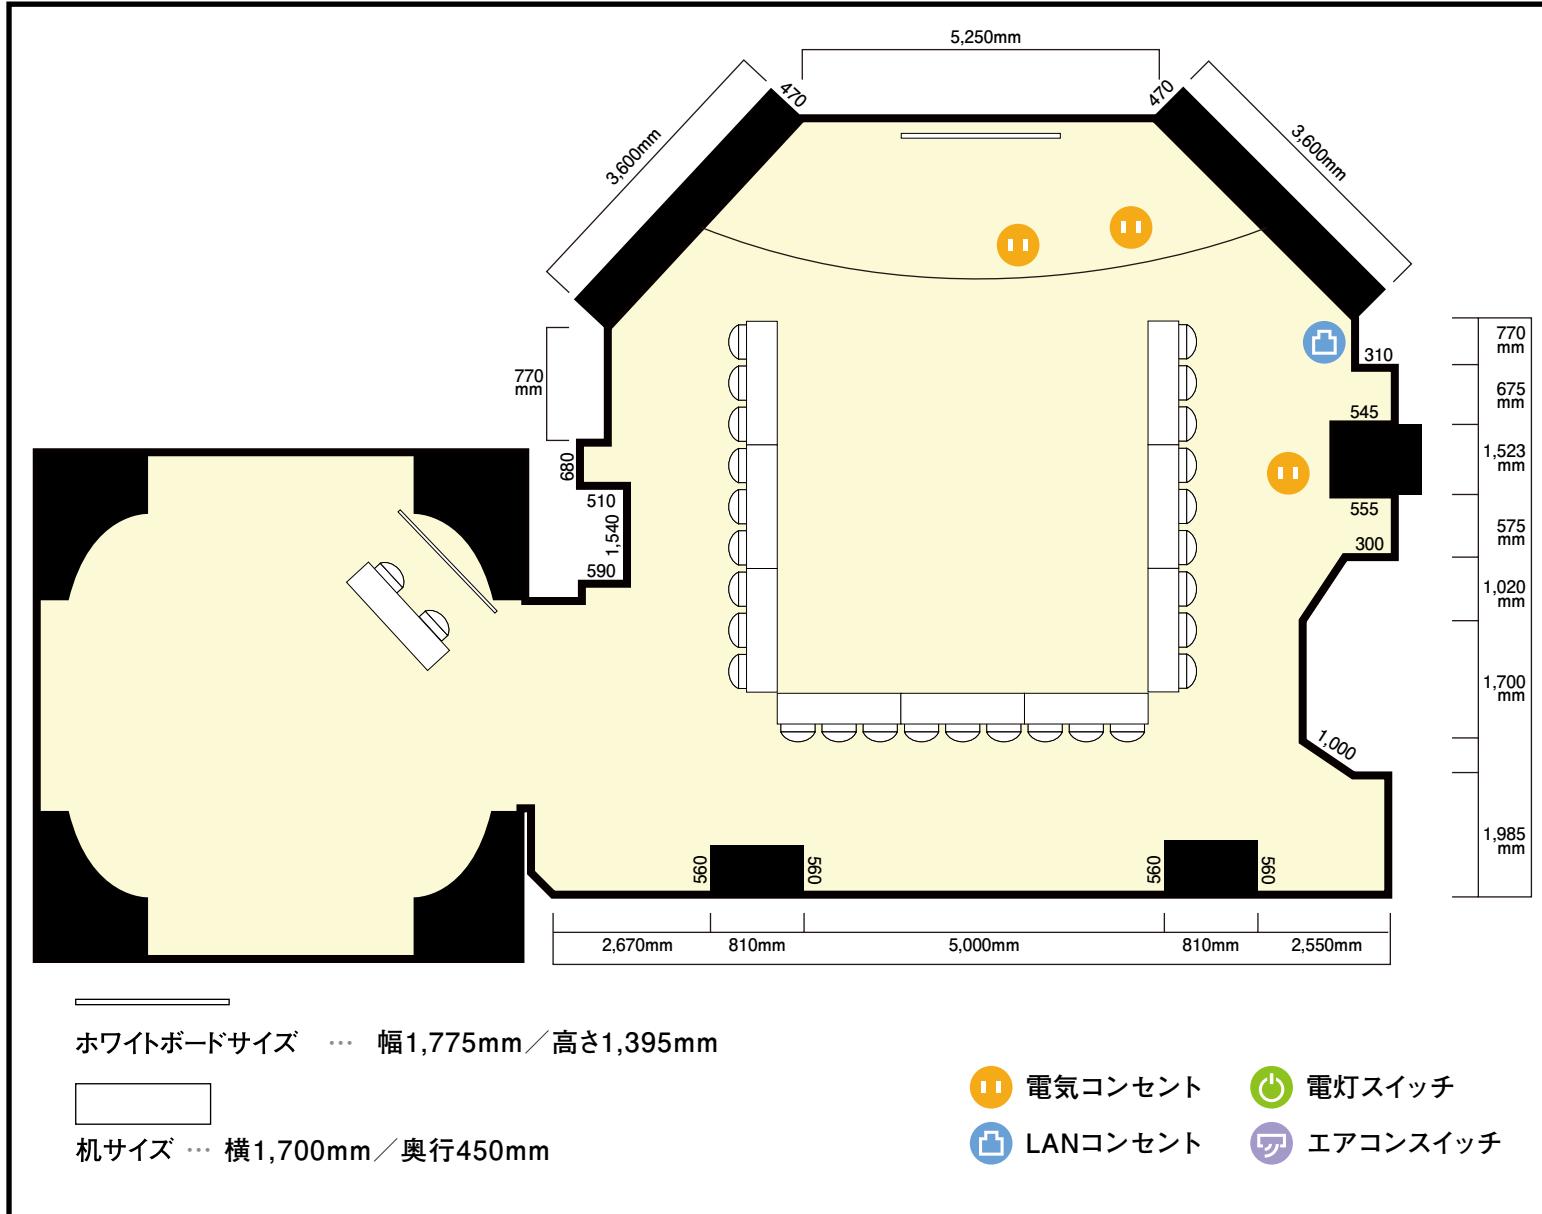 5,250mm
470
470
3,600mm
3,600mm
770
mm
310
770
mm
675
mm
545
680
1,523
mm
510
555
1,540
575
mm
300
590
1,020
mm
1,700
mm
1,000
1,985
mm
560
560
560
560
2,670mm
810mm
5,000mm
810mm
2,550mm
ホワイトボードサイズ … 幅1,775mm／高さ1,395mm
机サイズ … 横1,700mm／奥行450mm
電気コンセント
電灯スイッチ
LANコンセント
エアコンスイッチ